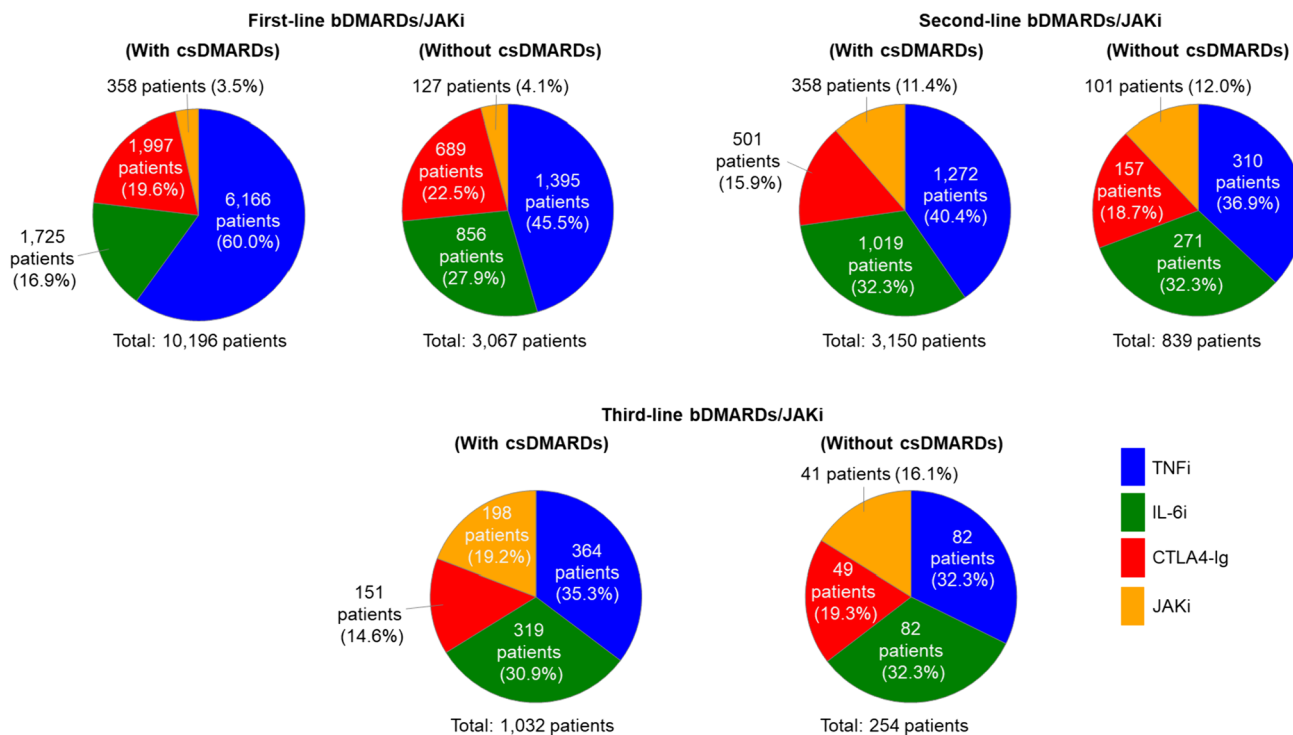 First-line bDMARDs/JAKi
(With csDMARDs)
358 patients (3.5%)
1,997
patients
(19.6%)
6,166
patients
(60.0%)
1,725
patients
(16.9%)
Total: 10,196 patients
(Without csDMARDs)
127 patients (4.1%)
689
patients
(22.5%)
1,395
patients
(45.5%)
856
patients
(27.9%)
Total: 3,067 patients
Second-line bDMARDs/JAKi
(With csDMARDs)
358 patients (11.4%)
501
patients
(15.9%)
1,272
patients
(40.4%)
1,019
patients
(32.3%)
Total: 3,150 patients
(Without csDMARDs)
101 patients (12.0%)
157
patients
(18.7%)
310
patients
(36.9%)
271
patients
(32.3%)
Total: 839 patients
Third-line bDMARDs/JAKi
(With csDMARDs)
198
patients
(19.2%)
364
patients
(35.3%)
151
patients
(14.6%)
319
patients
(30.9%)
Total: 1,032 patients
(Without csDMARDs)
41 patients (16.1%)
82
patients
(32.3%)
49
patients
(19.3%)
82
patients
(32.3%)
Total: 254 patients
TNFi
IL-6i
CTLA4-Ig
JAKi